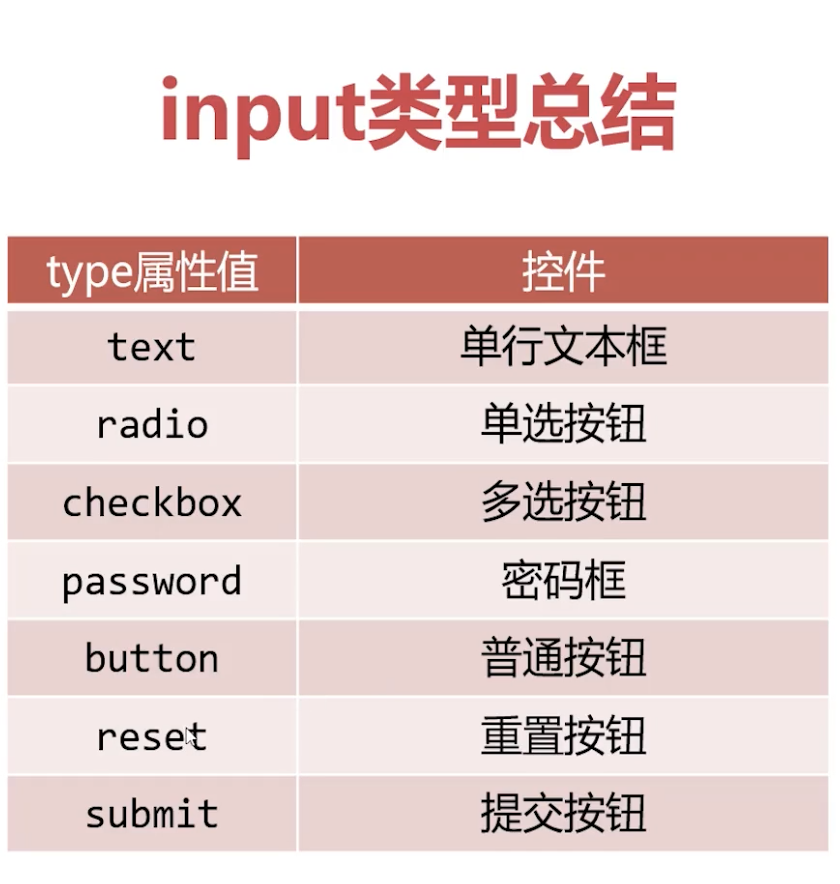 input类型总结
type属性值 控件
text 单行文本框
radio 单选按钮
checkbox 多选按钮
password 密码框
button 普通按钮
reset 重置按钮
submit 提交按钮